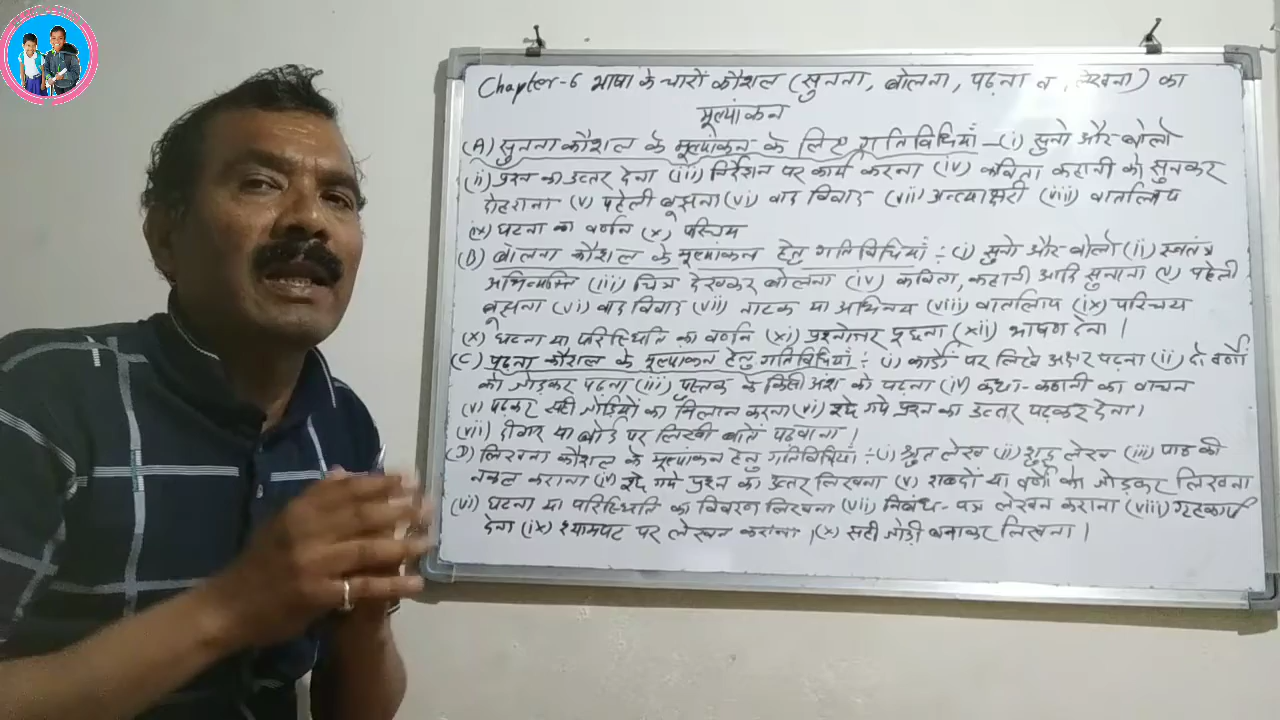 Chapter-6 भाषा के चारों कौशल (सुनना, बोलना, पढ़ना व लिखना) का
मूल्यांकन
(A) सुनना कौशल के मूल्यांकन के लिए गतिविधियाँ - (i) सुनो और बोलो
(ii) प्रश्न का उत्तर देना (iii) निर्देशन पर कार्य करना (iv) कविता कहानी को सुनकर
दोहराना (v) पहेली बूझना (vi) वाद विवाद (vii) अन्त्याक्षरी (viii) वार्तालाप
(ix) घटना का वर्णन (x) परिचय
(B) बोलना कौशल के मूल्यांकन हेतु गतिविधियाँ :- (i) सुनो और बोलो (ii) स्वतंत्र
अभिव्यक्ति (iii) चित्र देखकर बोलना (iv) कविता, कहानी आदि सुनाना (v) पहेली
बूझना (vi) वाद विवाद (vii) नाटक या अभिनय (viii) वार्तालाप (ix) परिचय
(x) घटना या परिस्थिति का वर्णन (xi) प्रश्नोत्तर पूछना (xii) भाषण देना।
(C) पढ़ना कौशल के मूल्यांकन हेतु गतिविधियाँ : (i) कार्डों पर लिखे अक्षर पढ़ना (ii) दो वर्णों
को जोड़कर पढ़ना (iii) पुस्तक के किसी अंश को पढ़ना (iv) कथा-कहानी का वाचन
(v) पढ़कर सही जोड़ियों का मिलान करना (vi) पूछे गये प्रश्न का उत्तर पढ़कर देना।
(vii) दीवार या बोर्ड पर लिखी बातें पढ़वाना।
(D) लिखना कौशल के मूल्यांकन हेतु गतिविधियाँ :- (i) श्रुत लेख (ii) शुद्ध लेख (iii) पाठ की
नकल कराना (iv) पूछे गये प्रश्न का उत्तर लिखना (v) शब्दों या वर्णों को जोड़कर लिखना
(vi) घटना या परिस्थिति का विवरण लिखना (vii) निबंध - पत्र लेखन कराना (viii) गृहकार्य
देना (ix) श्यामपट पर लेखन कराना। (x) सही जोड़ी बनाकर लिखना।